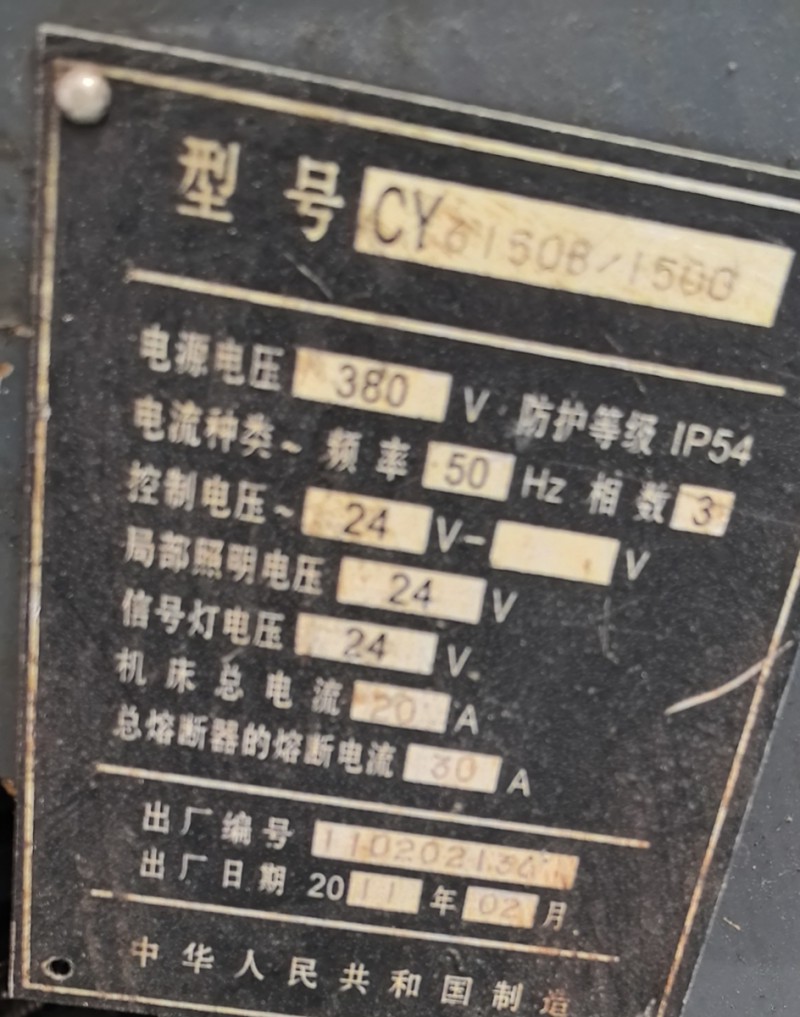 型 号 CY6150B/1500
电源电压 380 V 防护等级 IP54
电流种类~ 频 率 50 Hz 相 数 3
控制电压~ 24 V- V
局部照明电压 24 V
信号灯电压 24 V
机 床 总 电 流 20 A
总熔断器的熔断电流 30 A
出 厂 编 号
出 厂 日 期 2011 年 02 月
中 华 人 民 共 和 国 制 造